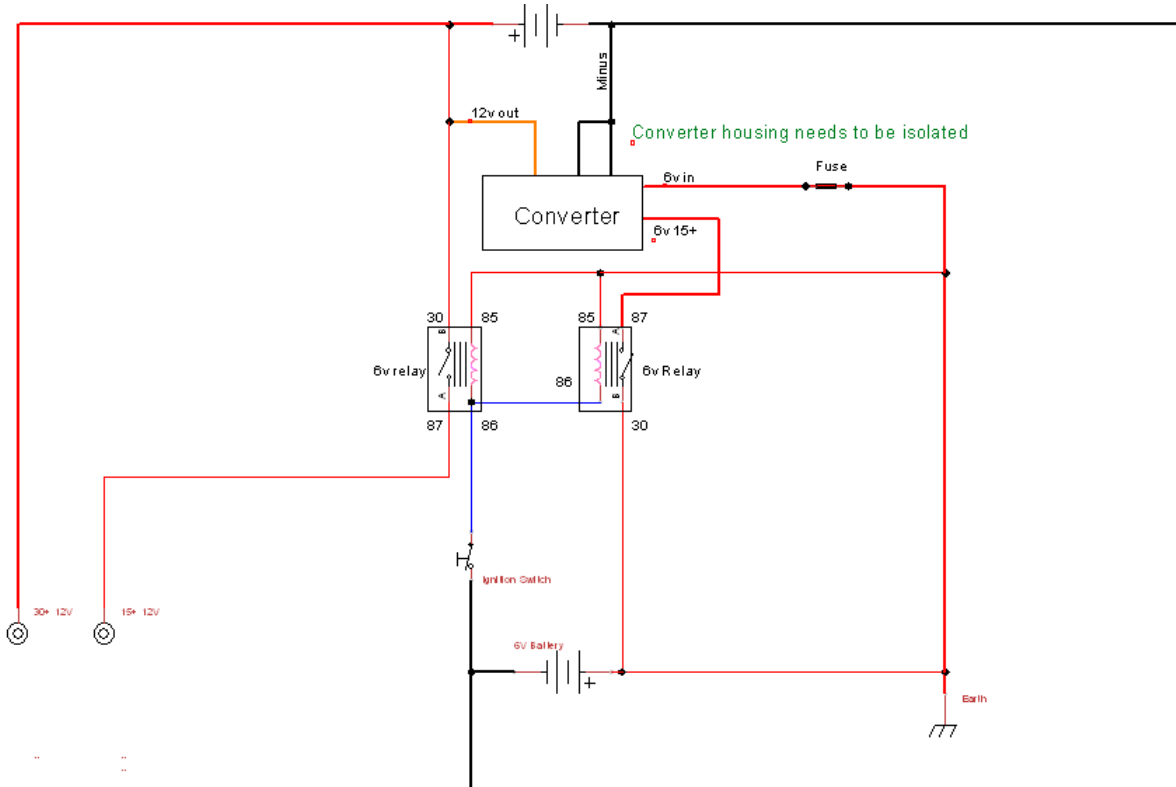 +
Minus
12v out
Converter housing needs to be isolated
Fuse
6v in
Converter
6v 15+
30
85
85
87
B
A
6v relay
86
6v Relay
A
B
87
86
30
Ignition Switch
30+ 12V
15+ 12V
6V Battery
+
Earth